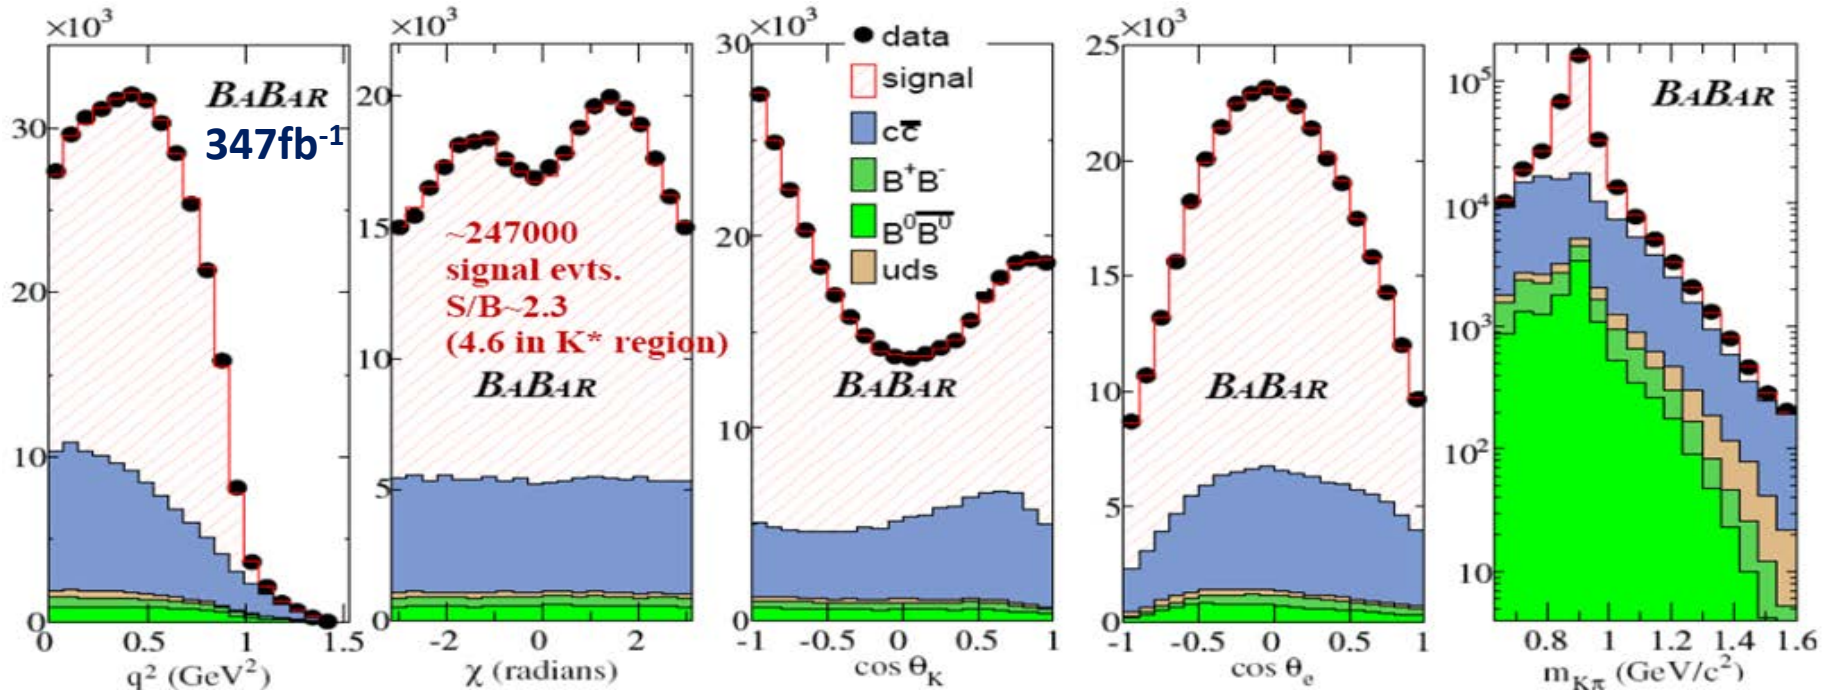 ×10³
30
20
10
0
0
0.5
1
1.5
q² (GeV²)
BABAR
347fb⁻¹
×10³
20
15
10
5
0
-2
0
2
χ (radians)
~247000
signal evts.
S/B~2.3
(4.6 in K* region)
BABAR
×10³
30
20
10
0
-1
-0.5
0
0.5
1
cos θ_K
data
signal
cc̅
B⁺B⁻
B⁰B̅⁰
uds
BABAR
×10³
25
20
15
10
5
0
-1
-0.5
0
0.5
1
cos θ_e
BABAR
10⁵
10⁴
10³
10²
10
0.8
1
1.2
1.4
1.6
m_Kπ (GeV/c²)
BABAR